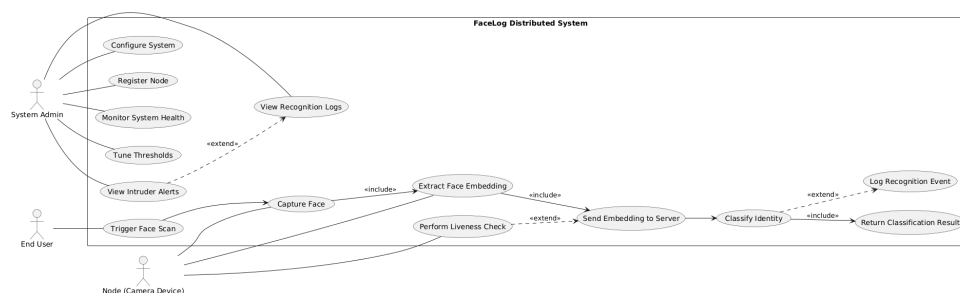 FaceLog Distributed System
Configure System
Register Node
System Admin
View Recognition Logs
Monitor System Health
«extend»
Tune Thresholds
View Intruder Alerts
«include»
Extract Face Embedding
Log Recognition Event
«include»
«extend»
Capture Face
End User
Trigger Face Scan
Perform Liveness Check
«extend»
Send Embedding to Server
Classify Identity
«include»
Return Classification Result
Node (Camera Device)